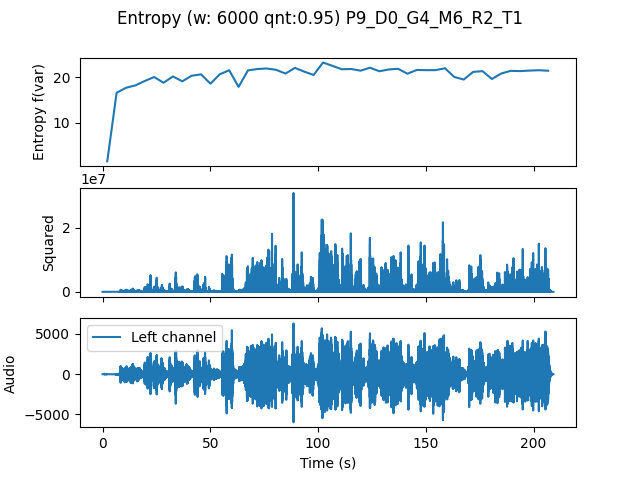 Entropy (w: 6000 qnt:0.95) P9_D0_G4_M6_R2_T1
Entropy f(var)
20
10
1e7
Squared
2
0
Audio
5000
0
−5000
Left channel
0
50
100
150
200
Time (s)